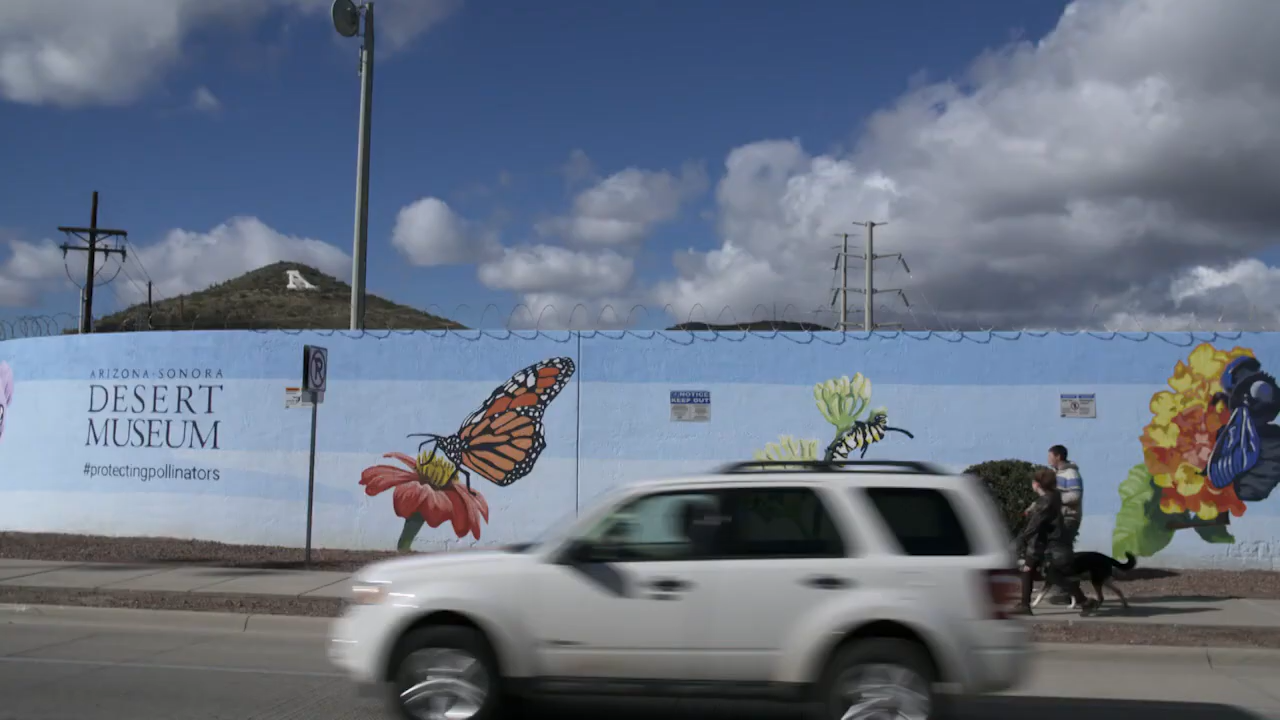 A
ARIZONA-SONORA
DESERT
MUSEUM
#protectingpollinators
P
NOTICE
KEEP OUT